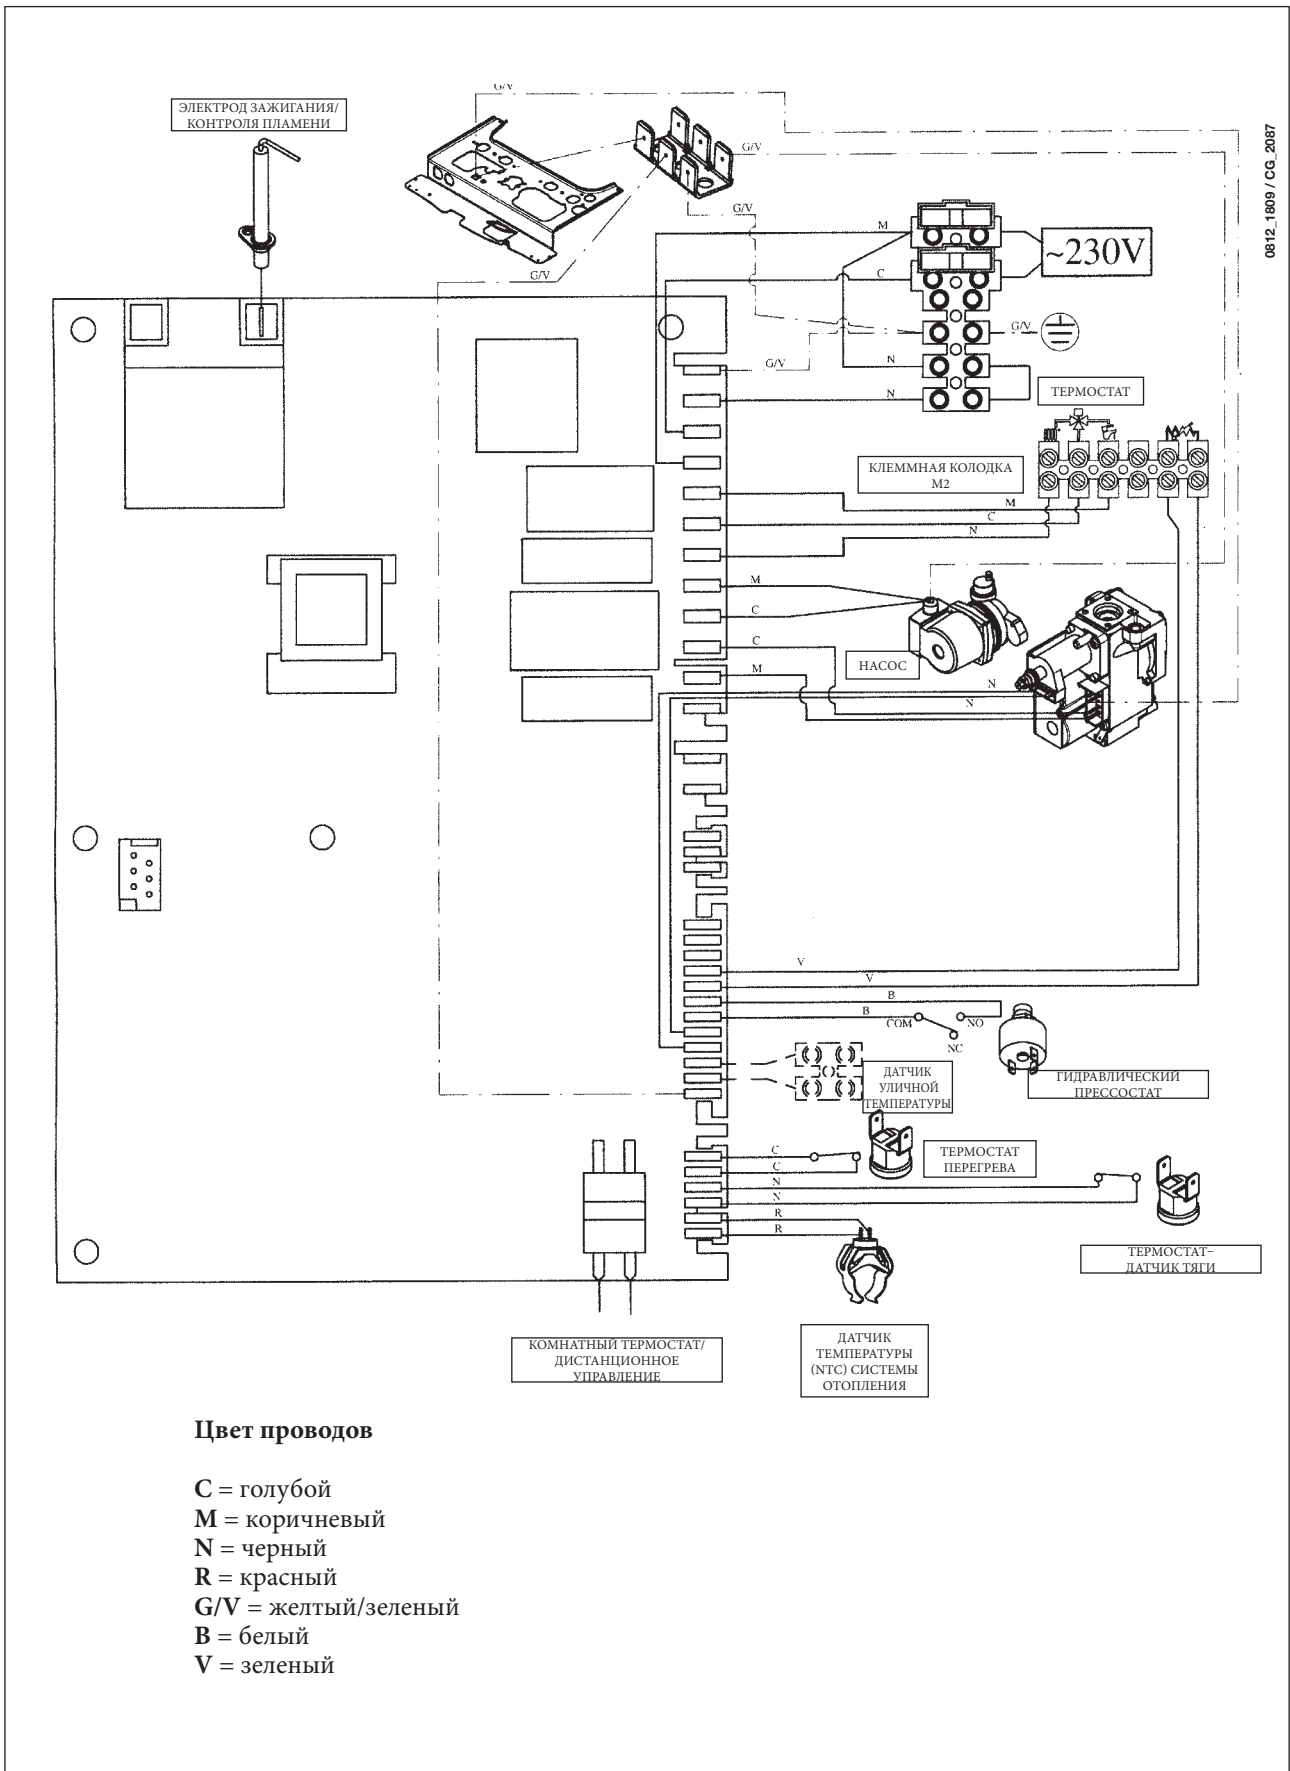 G/V
ЭЛЕКТРОД ЗАЖИГАНИЯ/
КОНТРОЛЯ ПЛАМЕНИ
0812_1809 / CG_2087
G/V
G/V
M
~230V
G/V
C
G/V
G/V
N
N
ТЕРМОСТАТ
КЛЕММНАЯ КОЛОДКА
М2
M
C
N
M
C
C
НАСОС
M
N
N
V
V
B
B
COM
NO
NC
ДАТЧИК
УЛИЧНОЙ
ТЕМПЕРАТУРЫ
ГИДРАВЛИЧЕСКИЙ
ПРЕССОСТАТ
C
C
ТЕРМОСТАТ
ПЕРЕГРЕВА
N
N
R
R
ТЕРМОСТАТ–
ДАТЧИК ТЯГИ
КОМНАТНЫЙ ТЕРМОСТАТ/
ДИСТАНЦИОННОЕ
УПРАВЛЕНИЕ
ДАТЧИК
ТЕМПЕРАТУРЫ
(NTC) СИСТЕМЫ
ОТОПЛЕНИЯ
Цвет проводов
C = голубой
M = коричневый
N = черный
R = красный
G/V = желтый/зеленый
B = белый
V = зеленый